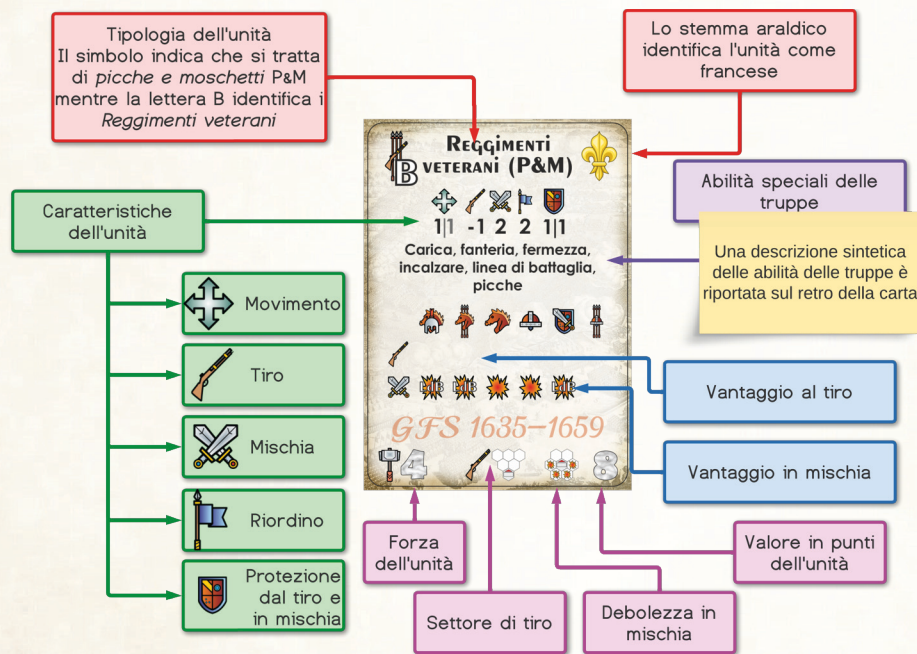 Tipologia dell'unità
Il simbolo indica che si tratta
di picche e moschetti P&M
mentre la lettera B identifica i
Reggimenti veterani
Lo stemma araldico
identifica l'unità come
francese
Reggimenti
B veterani (P&M)
1|1 -1 2 2 1|1
Carica, fanteria, fermezza,
incalzare, linea di battaglia,
picche
GFS 1635–1659
4 8
Abilità speciali delle
truppe
Una descrizione sintetica
delle abilità delle truppe è
riportata sul retro della carta
Caratteristiche
dell'unità
Movimento
Tiro
Mischia
Riordino
Protezione
dal tiro e
in mischia
Vantaggio al tiro
Vantaggio in mischia
Forza
dell'unità
Settore di tiro
Debolezza in
mischia
Valore in punti
dell'unità